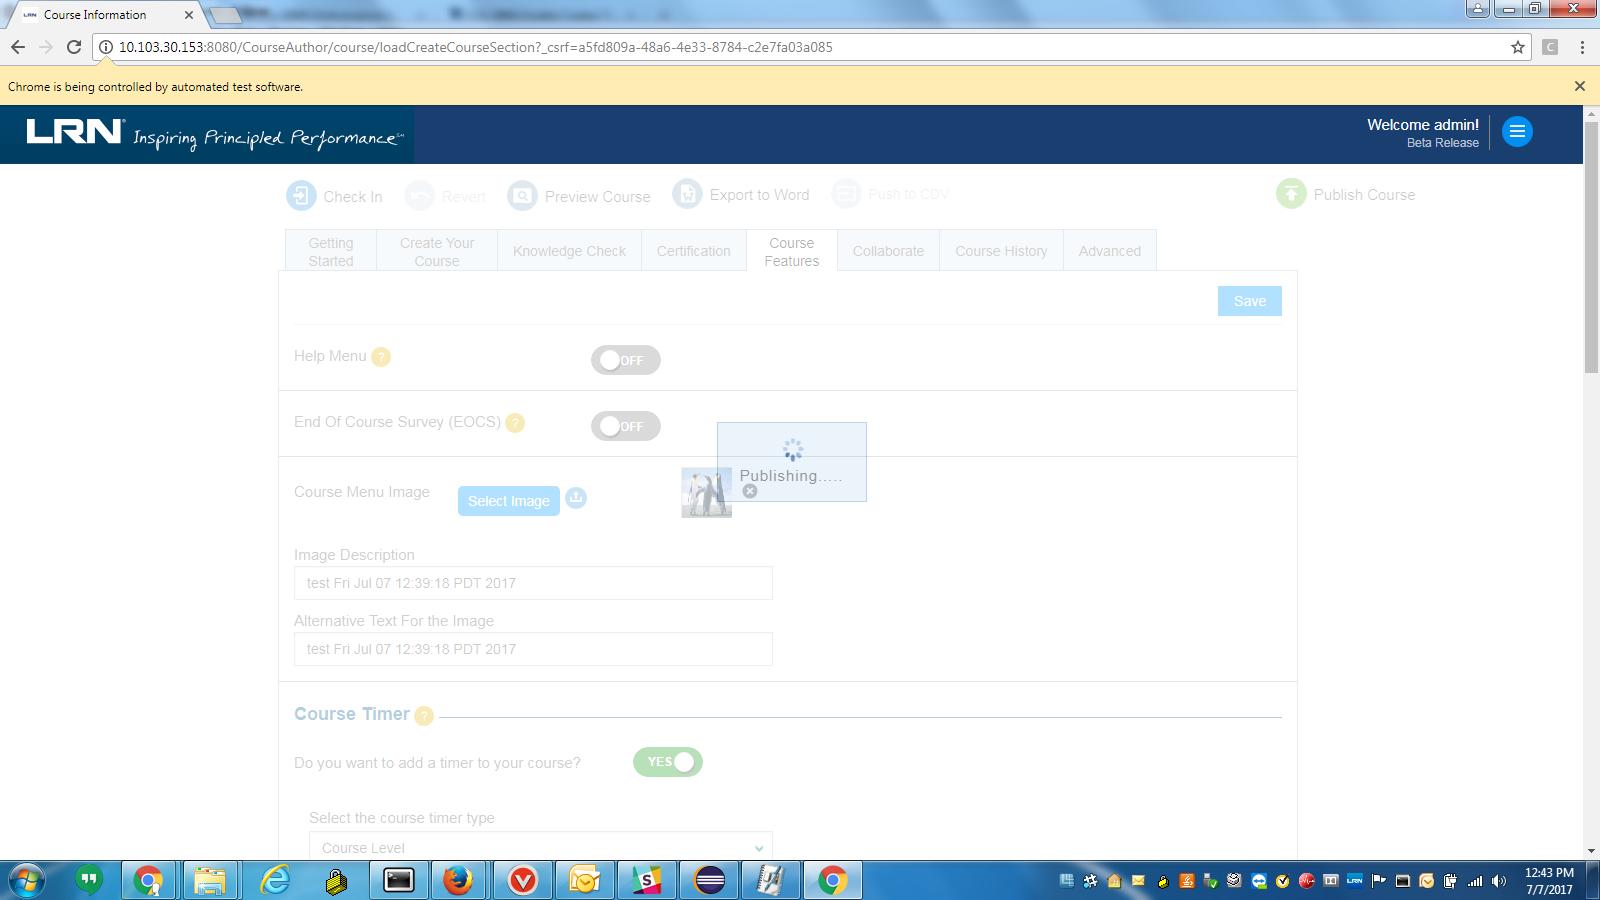 LRN Course Information
10.103.30.153:8080/CourseAuthor/course/loadCreateCourseSection?_csrf=a5fd809a-48a6-4e33-8784-c2e7fa03a085
C
Chrome is being controlled by automated test software.
LRN Inspiring Principled Performance
Welcome admin!
Beta Release
Check In Revert Preview Course Export to Word Push to CDV Publish Course
Getting Started
Create Your Course
Knowledge Check
Certification
Course Features
Collaborate
Course History
Advanced
Save
Help Menu ? OFF
End Of Course Survey (EOCS) ? OFF
Course Menu Image Select Image
Publishing.....
Image Description
test Fri Jul 07 12:39:18 PDT 2017
Alternative Text For the Image
test Fri Jul 07 12:39:18 PDT 2017
Course Timer ?
Do you want to add a timer to your course? YES
Select the course timer type
Course Level
LRN
12:43 PM
7/7/2017